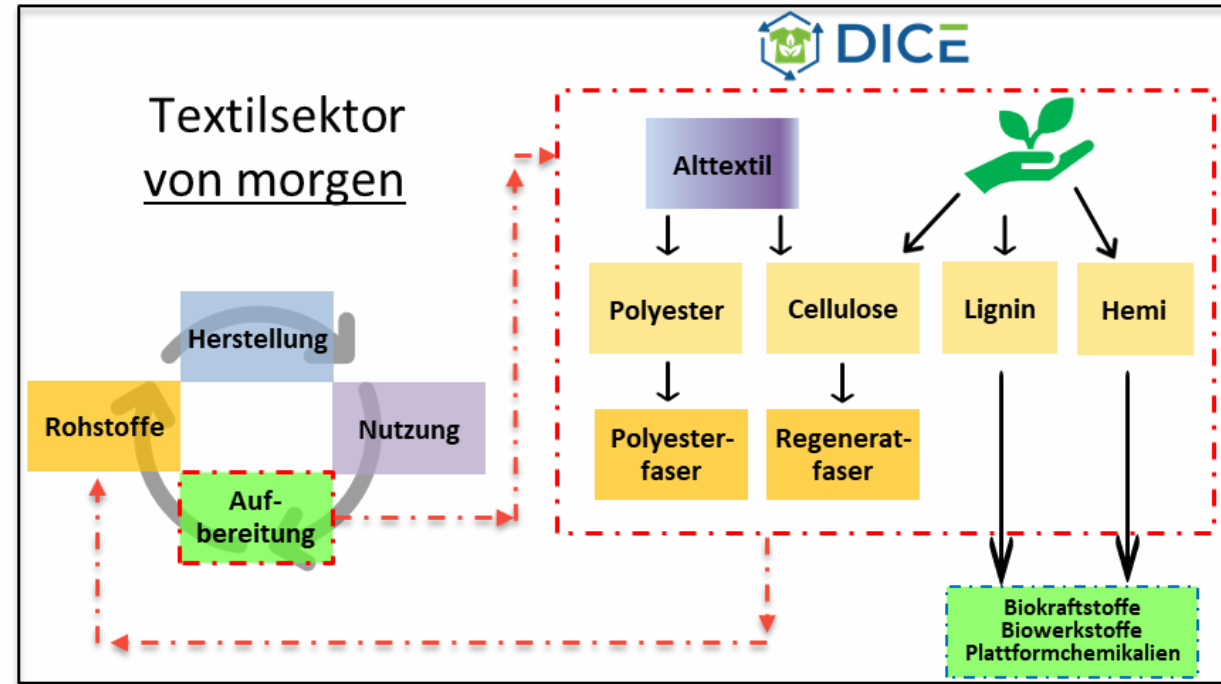 DICE
Textilsektor
von morgen
Herstellung
Rohstoffe
Nutzung
Auf-
bereitung
Alttextil
Polyester
Cellulose
Lignin
Hemi
Polyester-
faser
Regenerat-
faser
Biokraftstoffe
Biowerkstoffe
Plattformchemikalien